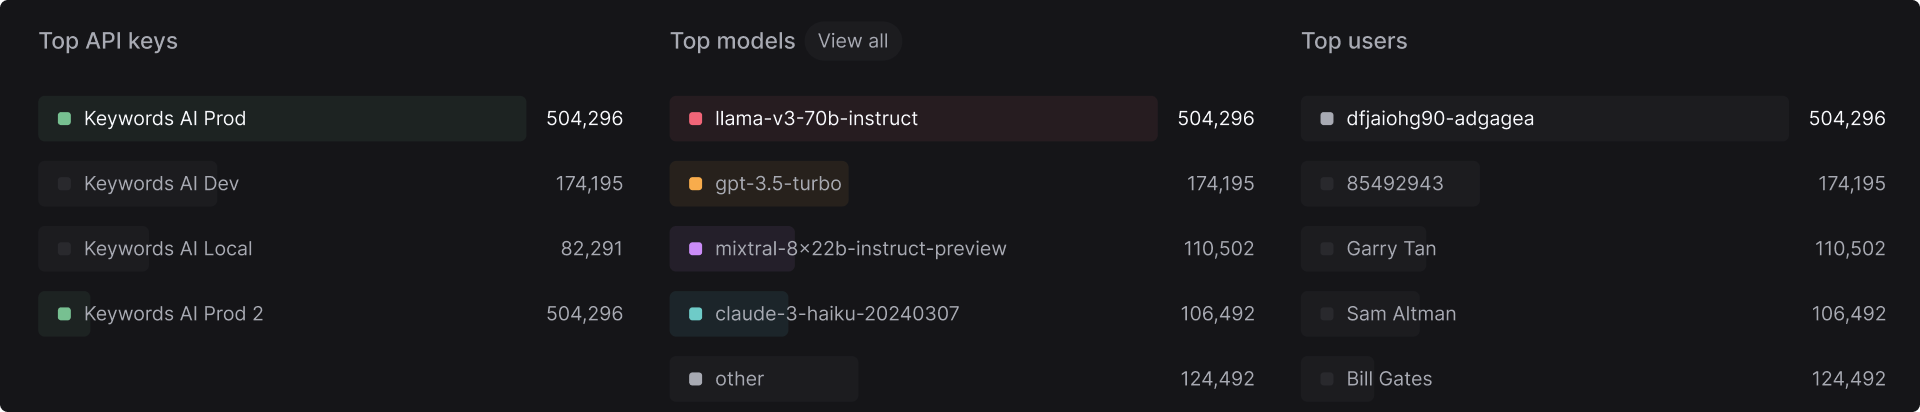 Top API keys
Keywords AI Prod 504,296
Keywords AI Dev 174,195
Keywords AI Local 82,291
Keywords AI Prod 2 504,296
Top models View all
llama-v3-70b-instruct 504,296
gpt-3.5-turbo 174,195
mixtral-8×22b-instruct-preview 110,502
claude-3-haiku-20240307 106,492
other 124,492
Top users
dfjaiohg90-adgagea 504,296
85492943 174,195
Garry Tan 110,502
Sam Altman 106,492
Bill Gates 124,492